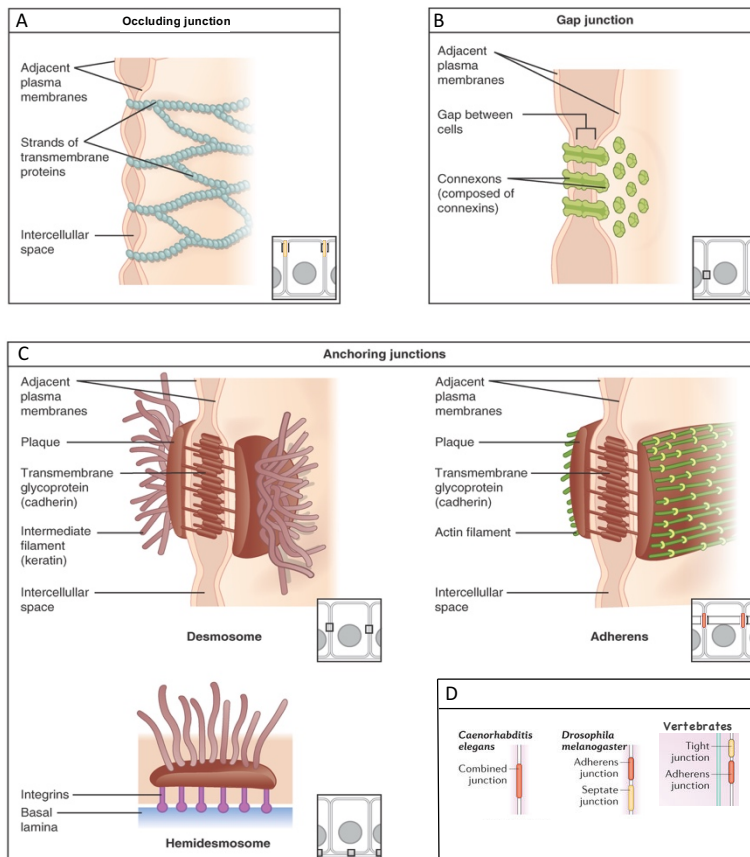 A
Occluding junction
Adjacent
plasma
membranes
Strands of
transmembrane
proteins
Intercellular
space
B
Gap junction
Adjacent
plasma
membranes
Gap between
cells
Connexons
(composed of
connexins)
C
Anchoring junctions
Adjacent
plasma
membranes
Plaque
Transmembrane
glycoprotein
(cadherin)
Intermediate
filament
(keratin)
Intercellular
space
Desmosome
Adjacent
plasma
membranes
Plaque
Transmembrane
glycoprotein
(cadherin)
Actin filament
Intercellular
space
Adherens
Integrins
Basal
lamina
Hemidesmosome
D
Caenorhabditis
elegans
Combined
junction
Drosophila
melanogaster
Adherens
junction
Septate
junction
Vertebrates
Tight
junction
Adherens
junction